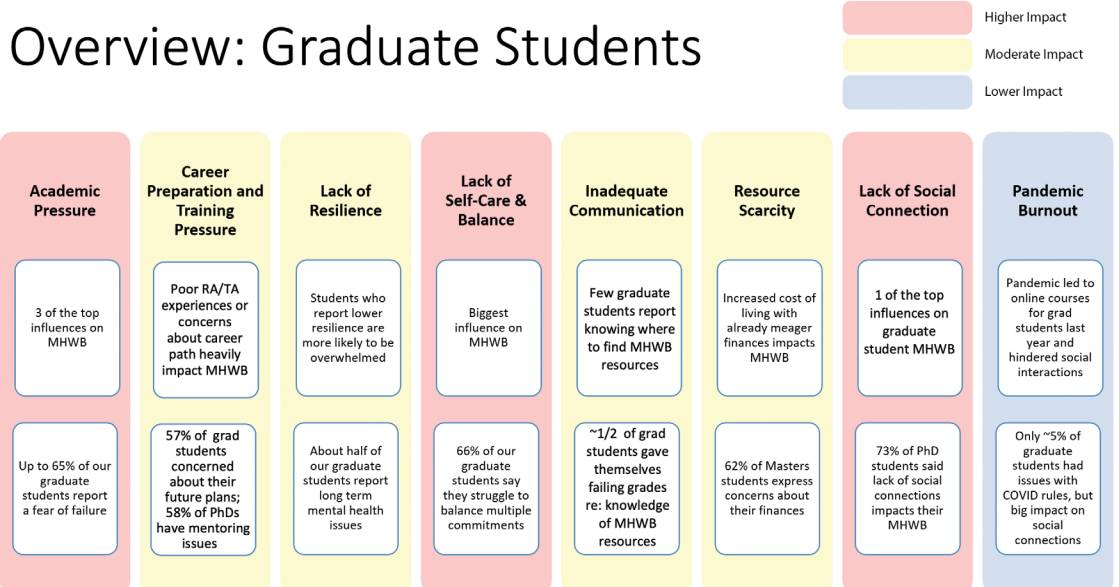 Overview: Graduate Students
Higher Impact
Moderate Impact
Lower Impact
Academic
Pressure
3 of the top
influences on
MHWB
Up to 65% of our
graduate
students report
a fear of failure
Career
Preparation and
Training
Pressure
Poor RA/TA
experiences or
concerns
about career
path heavily
impact MHWB
57% of grad
students
concerned
about their
future plans;
58% of PhDs
have mentoring
issues
Lack of
Resilience
Students who
report lower
resilience are
more likely to be
overwhelmed
About half of
our graduate
students report
long term
mental health
issues
Lack of
Self-Care &
Balance
Biggest
influence on
MHWB
66% of our
graduate
students say
they struggle to
balance multiple
commitments
Inadequate
Communication
Few graduate
students report
knowing where
to find MHWB
resources
~1/2 of grad
students gave
themselves
failing grades
re: knowledge
of MHWB
resources
Resource
Scarcity
Increased cost of
living with
already meager
finances impacts
MHWB
62% of Masters
students express
concerns about
their finances
Lack of Social
Connection
1 of the top
influences on
graduate
student MHWB
73% of PhD
students said
lack of social
connections
impacts their
MHWB
Pandemic
Burnout
Pandemic led to
online courses
for grad
students last
year and
hindered social
interactions
Only ~5% of
graduate
students had
issues with
COVID rules, but
big impact on
social
connections